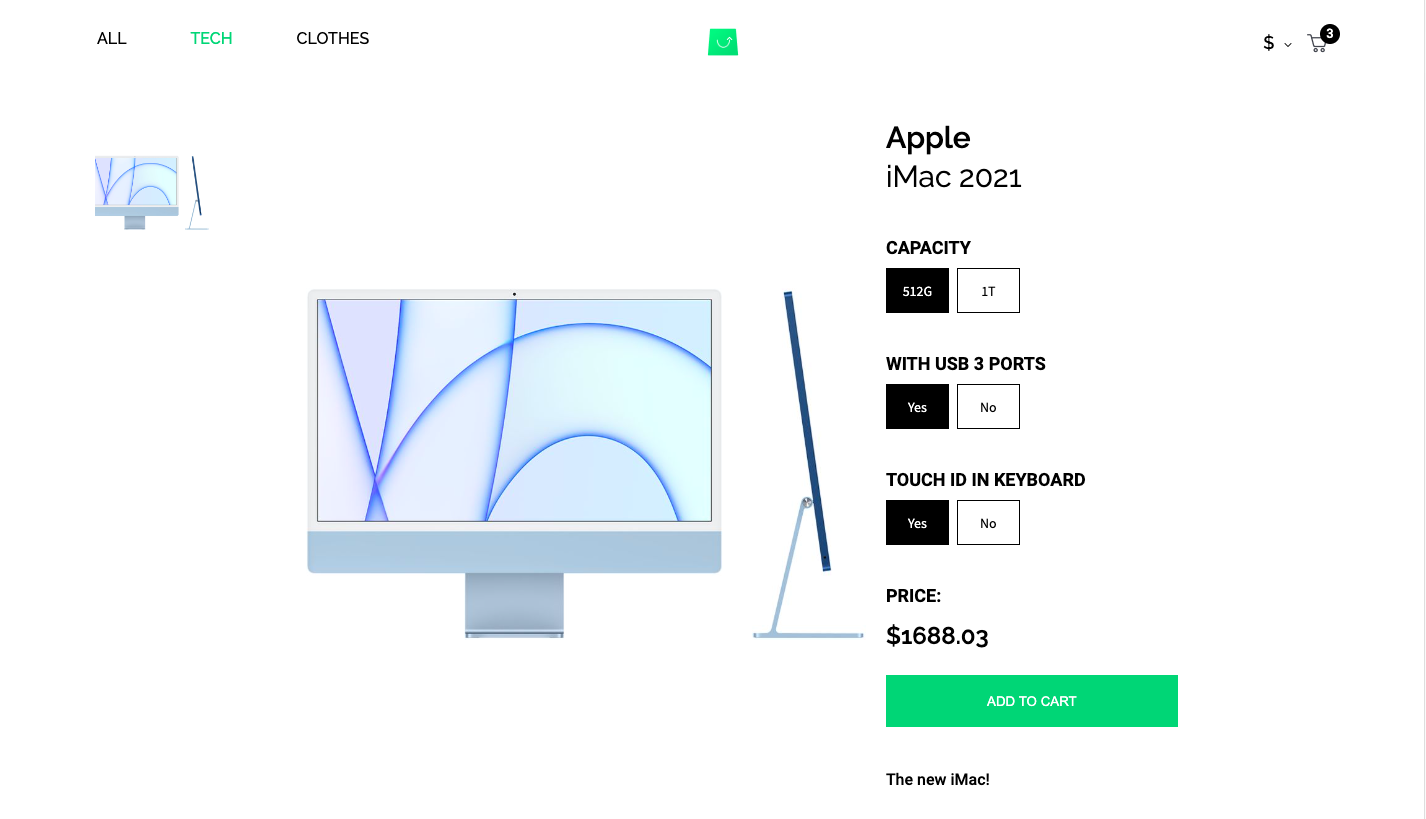 ALL TECH CLOTHES $ 3
Apple
iMac 2021
CAPACITY
512G 1T
WITH USB 3 PORTS
Yes No
TOUCH ID IN KEYBOARD
Yes No
PRICE:
$1688.03
ADD TO CART
The new iMac!